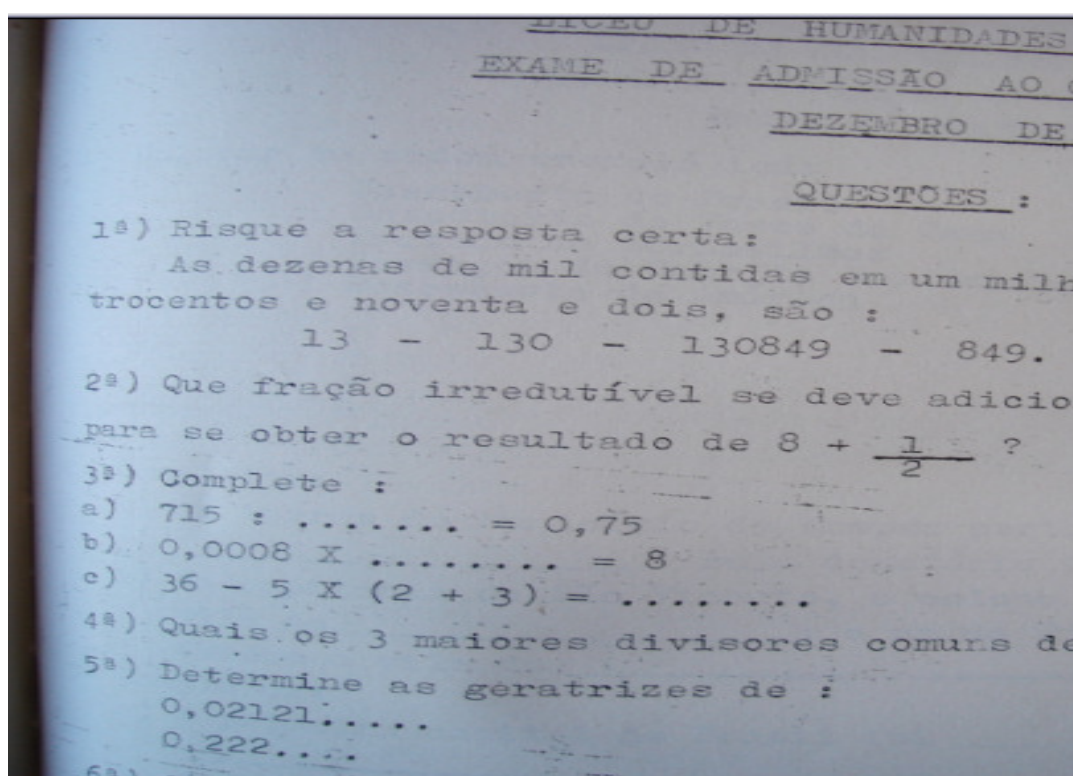 LICEU DE HUMANIDADES
EXAME DE ADMISSÃO AO
DEZEMBRO DE
QUESTÕES :
1ª) Risque a resposta certa:
As dezenas de mil contidas em um milh
trocentos e noventa e dois, são :
13 - 130 - 130849 - 849.
2ª) Que fração irredutível se deve adicio
para se obter o resultado de 8 + 1/2 ?
3ª) Complete :
a) 715 : ....... = 0,75
b) 0,0008 X ........ = 8
c) 36 - 5 X (2 + 3) = ........
4ª) Quais os 3 maiores divisores comuns de
5ª) Determine as geratrizes de :
0,02121.....
0,222....
6ª)